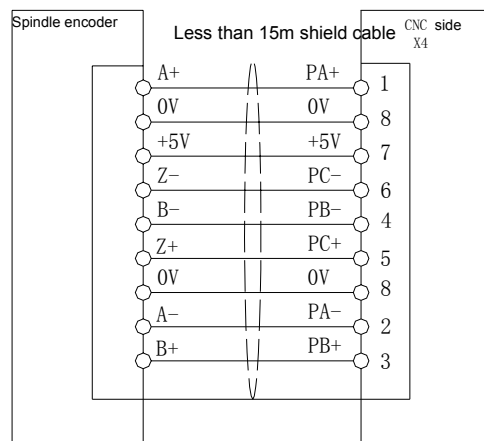 Spindle encoder
Less than 15m shield cable
CNC side
X4
A+ PA+ 1
0V 0V 8
+5V +5V 7
Z- PC- 6
B- PB- 4
Z+ PC+ 5
0V 0V 8
A- PA- 2
B+ PB+ 3